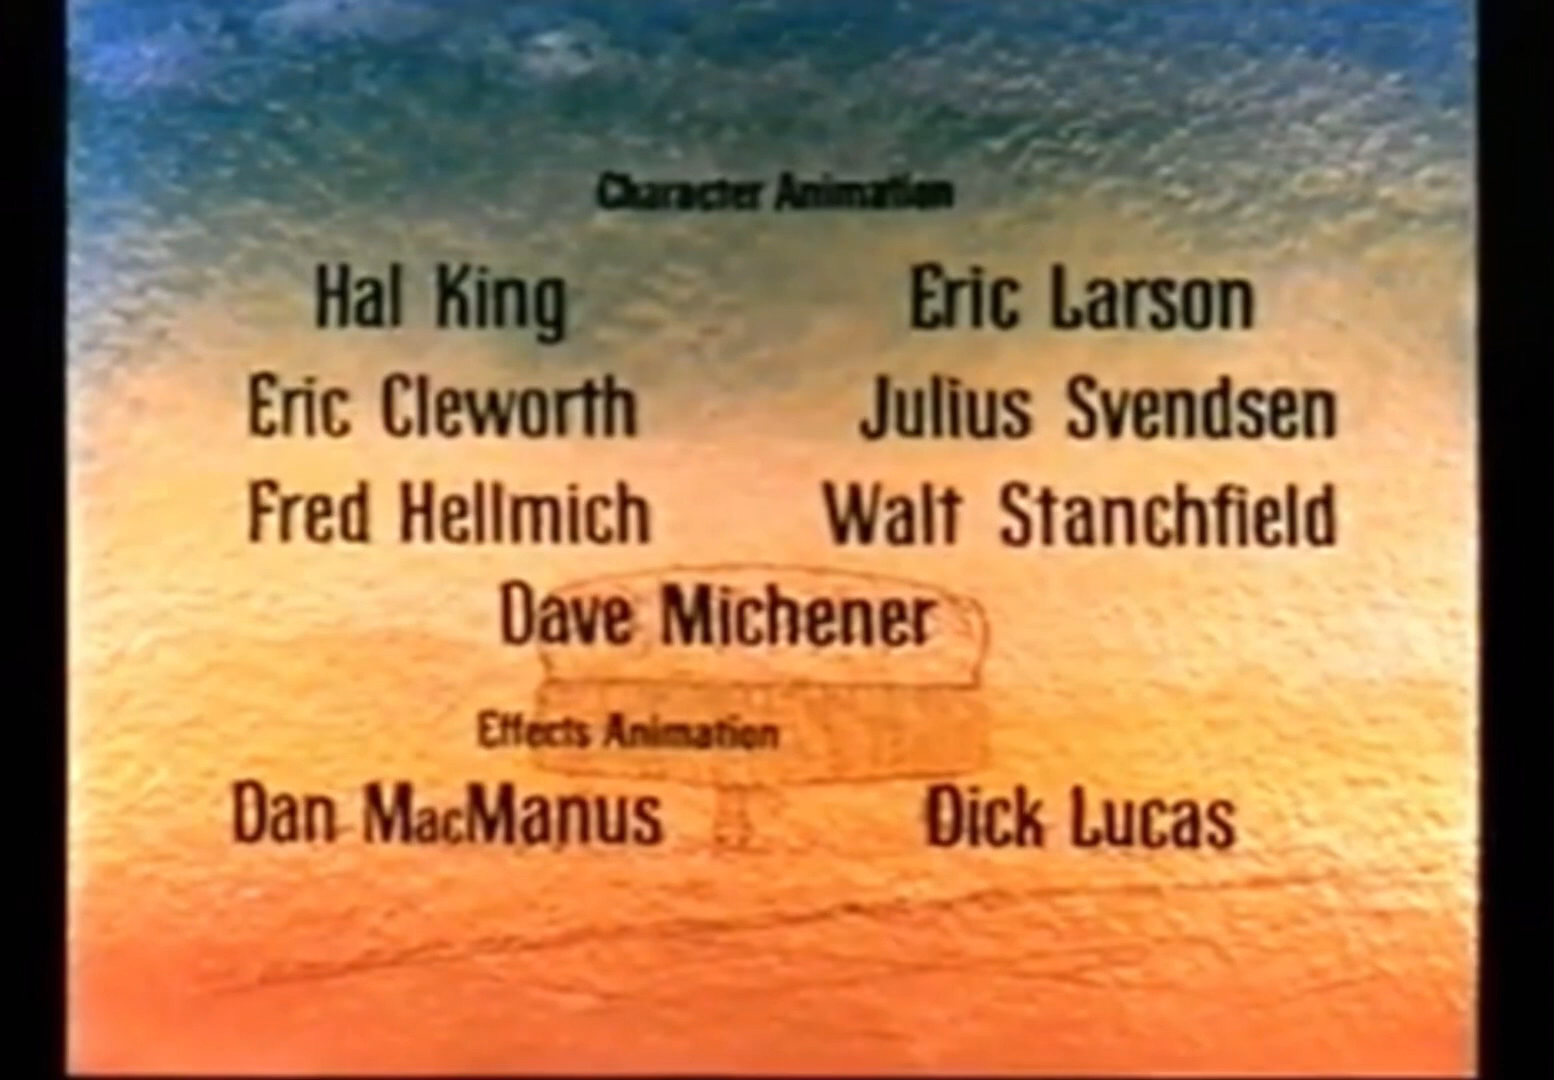 Character Animation
Hal King Eric Larson
Eric Cleworth Julius Svendsen
Fred Hellmich Walt Stanchfield
Dave Michener
Effects Animation
Dan MacManus Dick Lucas